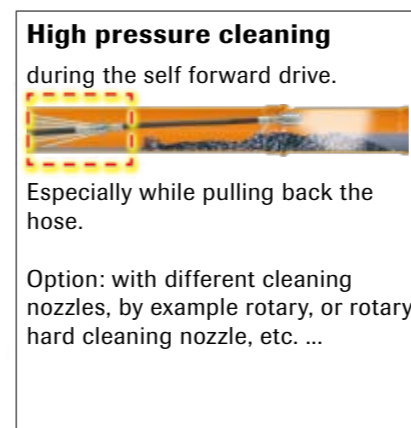 High pressure cleaning
during the self forward drive.
Especially while pulling back the
hose.
Option: with different cleaning
nozzles, by example rotary, or rotary
hard cleaning nozzle, etc. ...